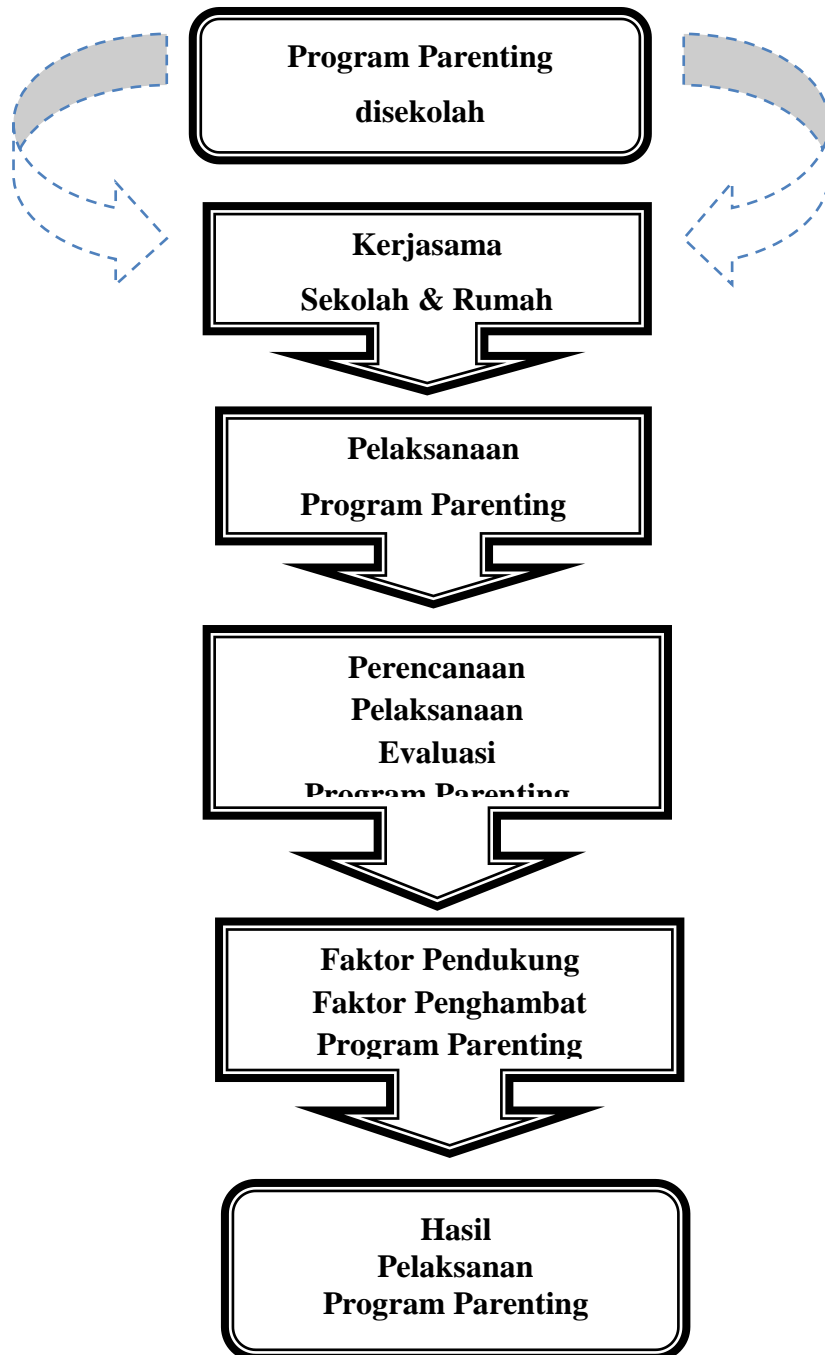 Program Parenting
disekolah
Kerjasama
Sekolah & Rumah
Pelaksanaan
Program Parenting
Perencanaan
Pelaksanaan
Evaluasi
Program Parenting
Faktor Pendukung
Faktor Penghambat
Program Parenting
Hasil
Pelaksanan
Program Parenting